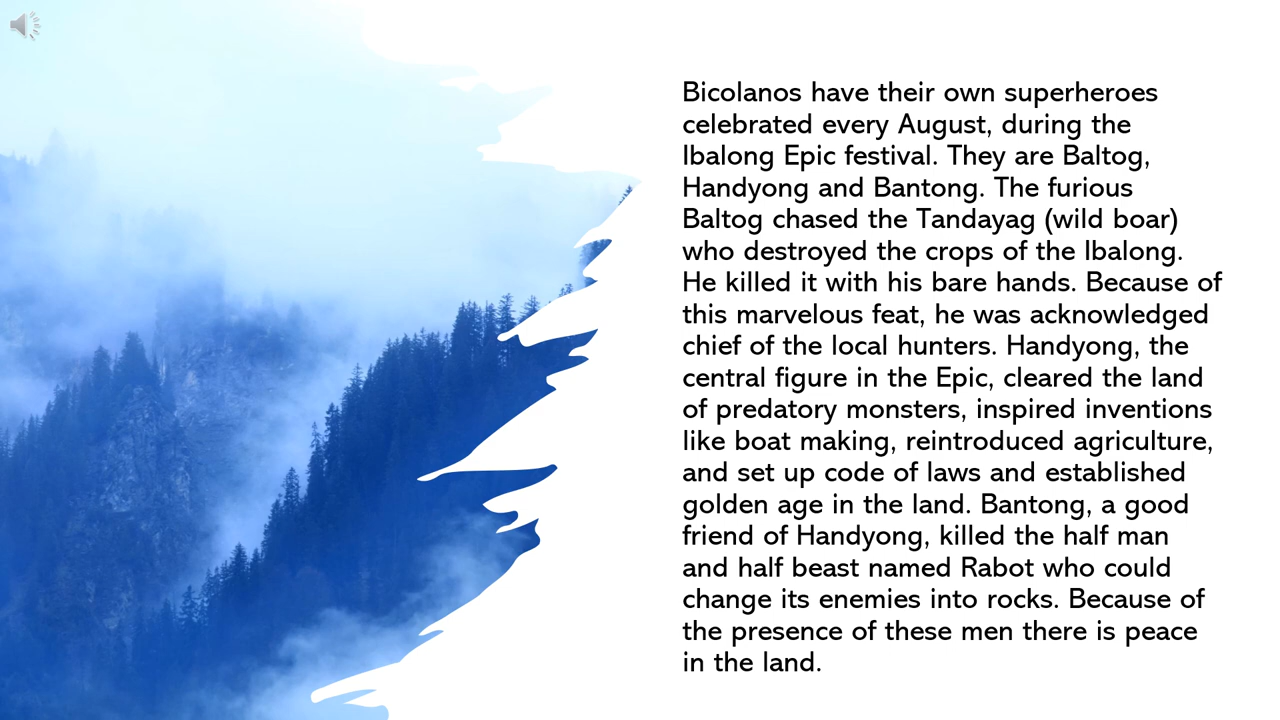 Bicolanos have their own superheroes
celebrated every August, during the
Ibalong Epic festival. They are Baltog,
Handyong and Bantong. The furious
Baltog chased the Tandayag (wild boar)
who destroyed the crops of the Ibalong.
He killed it with his bare hands. Because of
this marvelous feat, he was acknowledged
chief of the local hunters. Handyong, the
central figure in the Epic, cleared the land
of predatory monsters, inspired inventions
like boat making, reintroduced agriculture,
and set up code of laws and established
golden age in the land. Bantong, a good
friend of Handyong, killed the half man
and half beast named Rabot who could
change its enemies into rocks. Because of
the presence of these men there is peace
in the land.